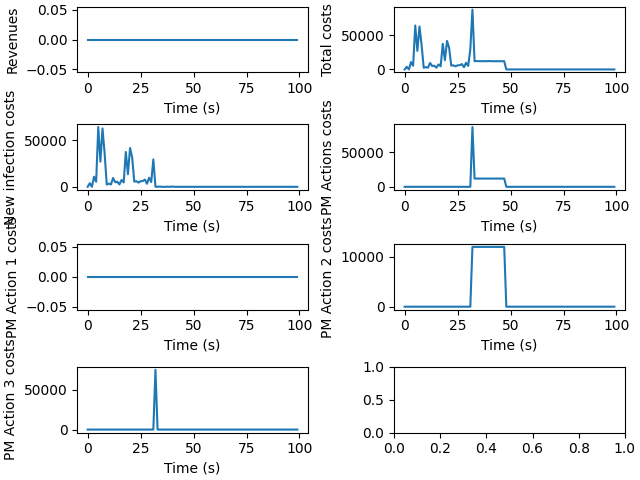 Revenues
0.05
0.00
−0.05
0 25 50 75 100
Time (s)
Total costs
50000
0
0 25 50 75 100
Time (s)
New infection costs
50000
0
0 25 50 75 100
Time (s)
PM Actions costs
50000
0
0 25 50 75 100
Time (s)
PM Action 1 costs
0.05
0.00
−0.05
0 25 50 75 100
Time (s)
PM Action 2 costs
10000
0
0 25 50 75 100
Time (s)
PM Action 3 costs
50000
0
0 25 50 75 100
Time (s)
1.0
0.5
0.0
0.0 0.2 0.4 0.6 0.8 1.0